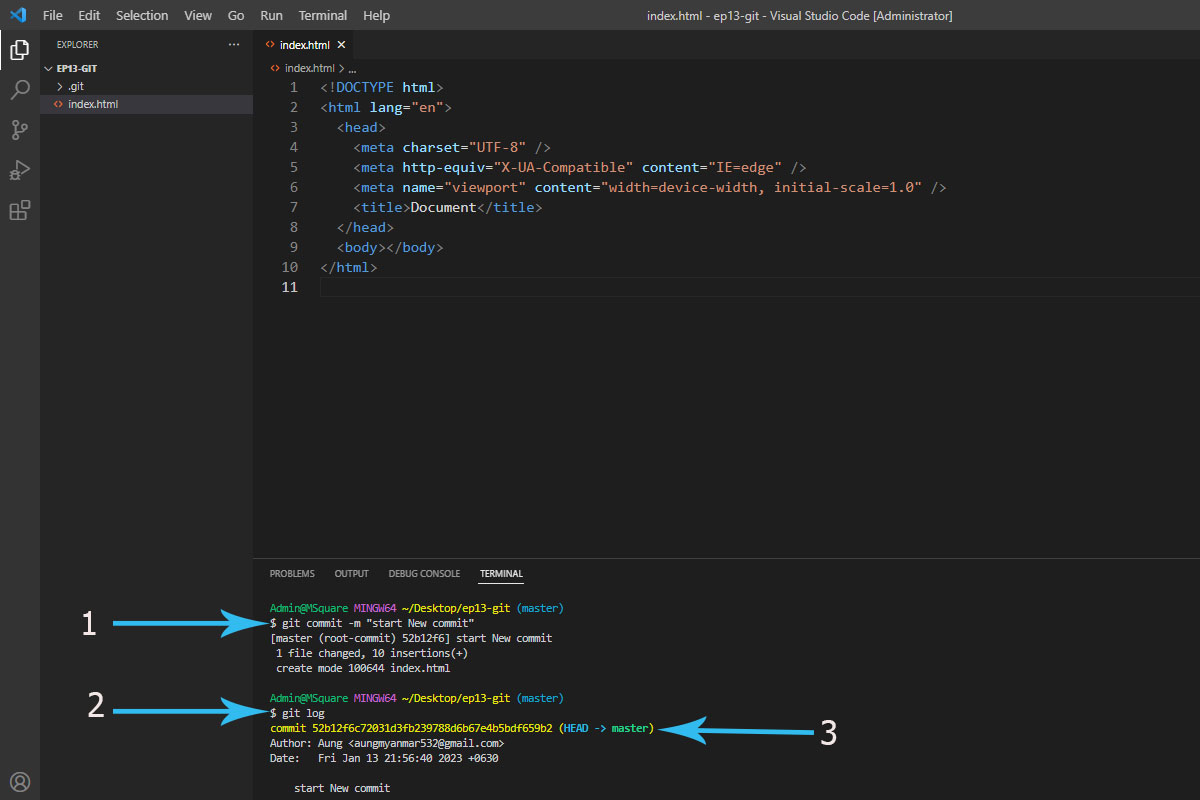 File Edit Selection View Go Run Terminal Help index.html - ep13-git - Visual Studio Code [Administrator]
EXPLORER ...
EP13-GIT
> .git
<> index.html
<> index.html ×
<> index.html > ...
1 <!DOCTYPE html>
2 <html lang="en">
3 <head>
4 <meta charset="UTF-8" />
5 <meta http-equiv="X-UA-Compatible" content="IE=edge" />
6 <meta name="viewport" content="width=device-width, initial-scale=1.0" />
7 <title>Document</title>
8 </head>
9 <body></body>
10 </html>
11
PROBLEMS OUTPUT DEBUG CONSOLE TERMINAL
Admin@MSquare MINGW64 ~/Desktop/ep13-git (master)
1 $ git commit -m "start New commit"
[master (root-commit) 52b12f6] start New commit
1 file changed, 10 insertions(+)
create mode 100644 index.html
Admin@MSquare MINGW64 ~/Desktop/ep13-git (master)
2 $ git log
commit 52b12f6c72031d3fb239788d6b67e4b5bdf659b2 (HEAD -> master) 3
Author: Aung <aungmyanmar532@gmail.com>
Date: Fri Jan 13 21:56:40 2023 +0630
start New commit